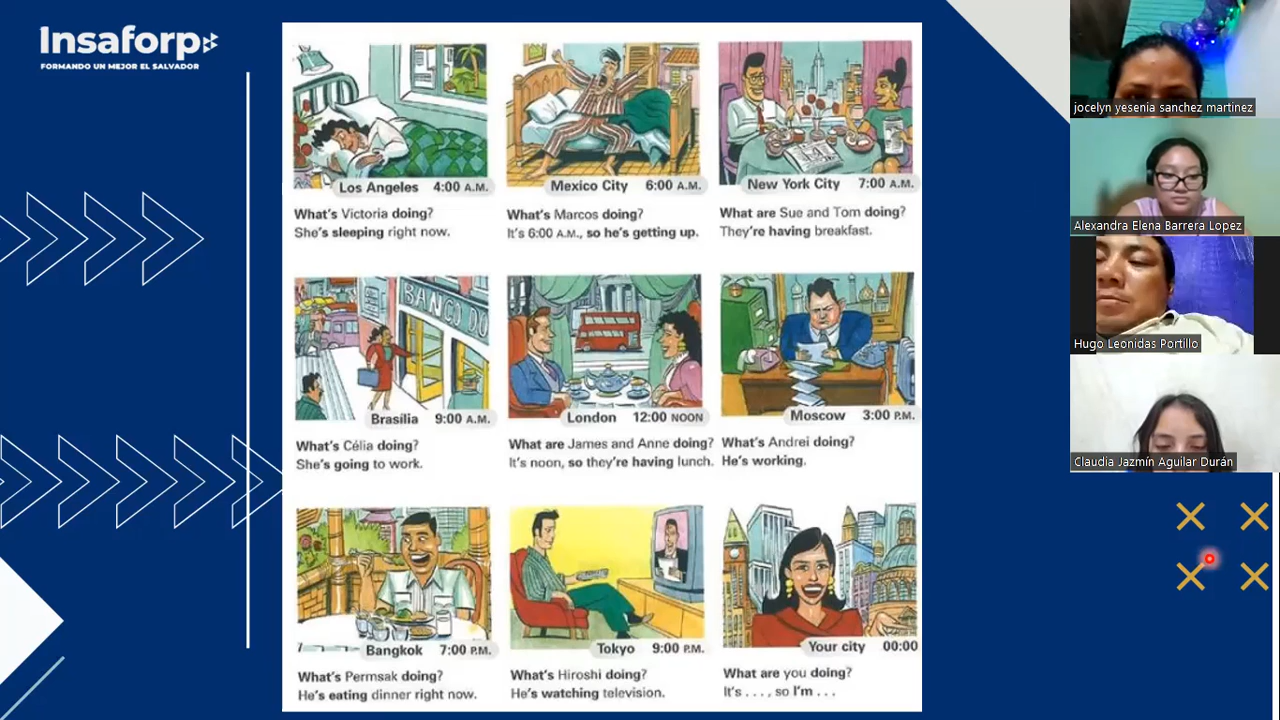 Insaforp
FORMANDO UN MEJOR EL SALVADOR
Los Angeles 4:00 A.M.
What's Victoria doing?
She's sleeping right now.
Mexico City 6:00 A.M.
What's Marcos doing?
It's 6:00 A.M., so he's getting up.
New York City 7:00 A.M.
What are Sue and Tom doing?
They're having breakfast.
BANCO DO
Brasília 9:00 A.M.
What's Célia doing?
She's going to work.
London 12:00 NOON
What are James and Anne doing?
It's noon, so they're having lunch.
Moscow 3:00 P.M.
What's Andrei doing?
He's working.
Bangkok 7:00 P.M.
What's Permsak doing?
He's eating dinner right now.
Tokyo 9:00 P.M.
What's Hiroshi doing?
He's watching television.
Your city 00:00
What are you doing?
It's . . . , so I'm . . .
jocelyn yesenia sanchez martinez
Alexandra Elena Barrera Lopez
Hugo Leonidas Portillo
Claudia Jazmín Aguilar Durán